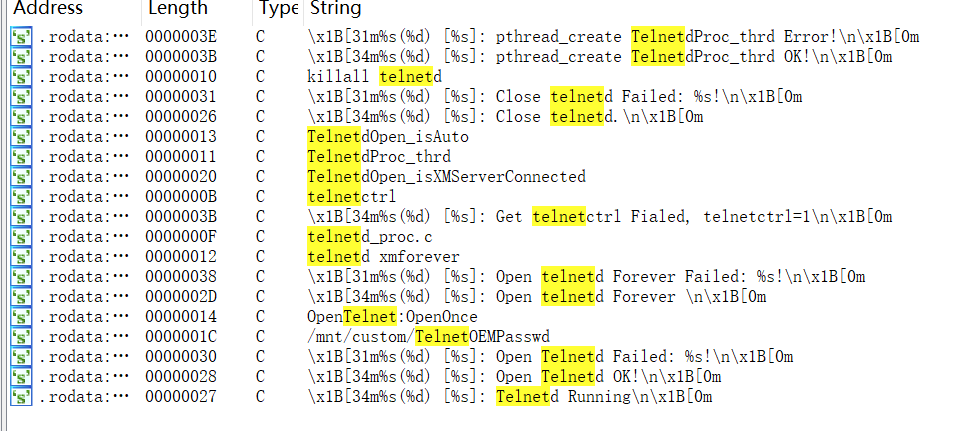 Address Length Type String
.rodata:… 0000003E C \x1B[31m%s(%d) [%s]: pthread_create TelnetdProc_thrd Error!\n\x1B[0m
.rodata:… 0000003B C \x1B[34m%s(%d) [%s]: pthread_create TelnetdProc_thrd OK!\n\x1B[0m
.rodata:… 00000010 C killall telnetd
.rodata:… 00000031 C \x1B[31m%s(%d) [%s]: Close telnetd Failed: %s!\n\x1B[0m
.rodata:… 00000026 C \x1B[34m%s(%d) [%s]: Close telnetd.\n\x1B[0m
.rodata:… 00000013 C TelnetdOpen_isAuto
.rodata:… 00000011 C TelnetdProc_thrd
.rodata:… 00000020 C TelnetdOpen_isXMServerConnected
.rodata:… 0000000B C telnetctrl
.rodata:… 0000003B C \x1B[34m%s(%d) [%s]: Get telnetctrl Fialed, telnetctrl=1\n\x1B[0m
.rodata:… 0000000F C telnetd_proc.c
.rodata:… 00000012 C telnetd xmforever
.rodata:… 00000038 C \x1B[31m%s(%d) [%s]: Open telnetd Forever Failed: %s!\n\x1B[0m
.rodata:… 0000002D C \x1B[34m%s(%d) [%s]: Open telnetd Forever \n\x1B[0m
.rodata:… 00000014 C OpenTelnet:OpenOnce
.rodata:… 0000001C C /mnt/custom/TelnetOEMPasswd
.rodata:… 00000030 C \x1B[31m%s(%d) [%s]: Open Telnetd Failed: %s!\n\x1B[0m
.rodata:… 00000028 C \x1B[34m%s(%d) [%s]: Open Telnetd OK!\n\x1B[0m
.rodata:… 00000027 C \x1B[34m%s(%d) [%s]: Telnetd Running\n\x1B[0m